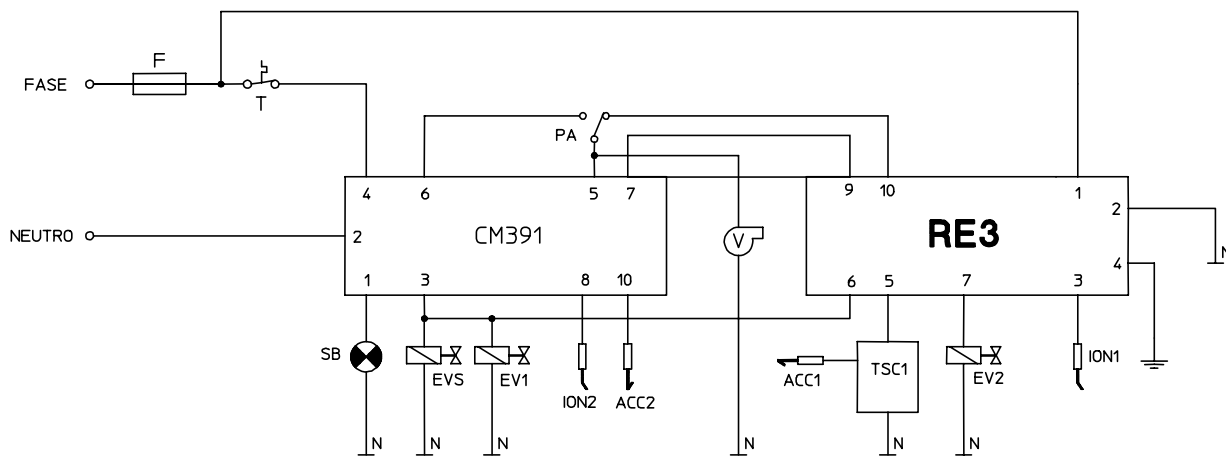 F
FASE
T
PA
4
6
5
7
9
10
1
2
NEUTRO
2
CM391
V
RE3
N
4
1
3
8
10
6
5
7
3
SB
EVS
EV1
ION2
ACC2
ACC1
TSC1
EV2
ION1
N
N
N
N
N
N